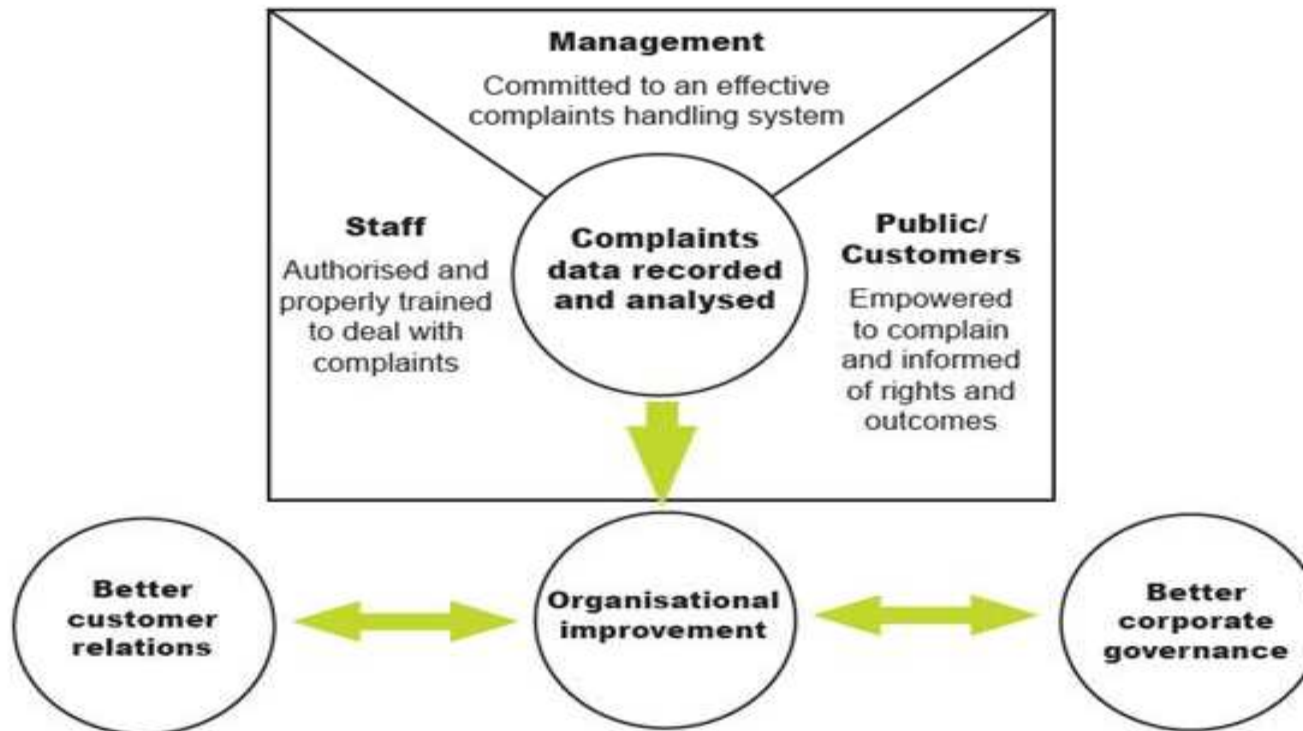 Management
Committed to an effective
complaints handling system
Staff
Authorised and
properly trained
to deal with
complaints
Complaints
data recorded
and analysed
Public/
Customers
Empowered
to complain
and informed
of rights and
outcomes
Better
customer
relations
Organisational
improvement
Better
corporate
governance